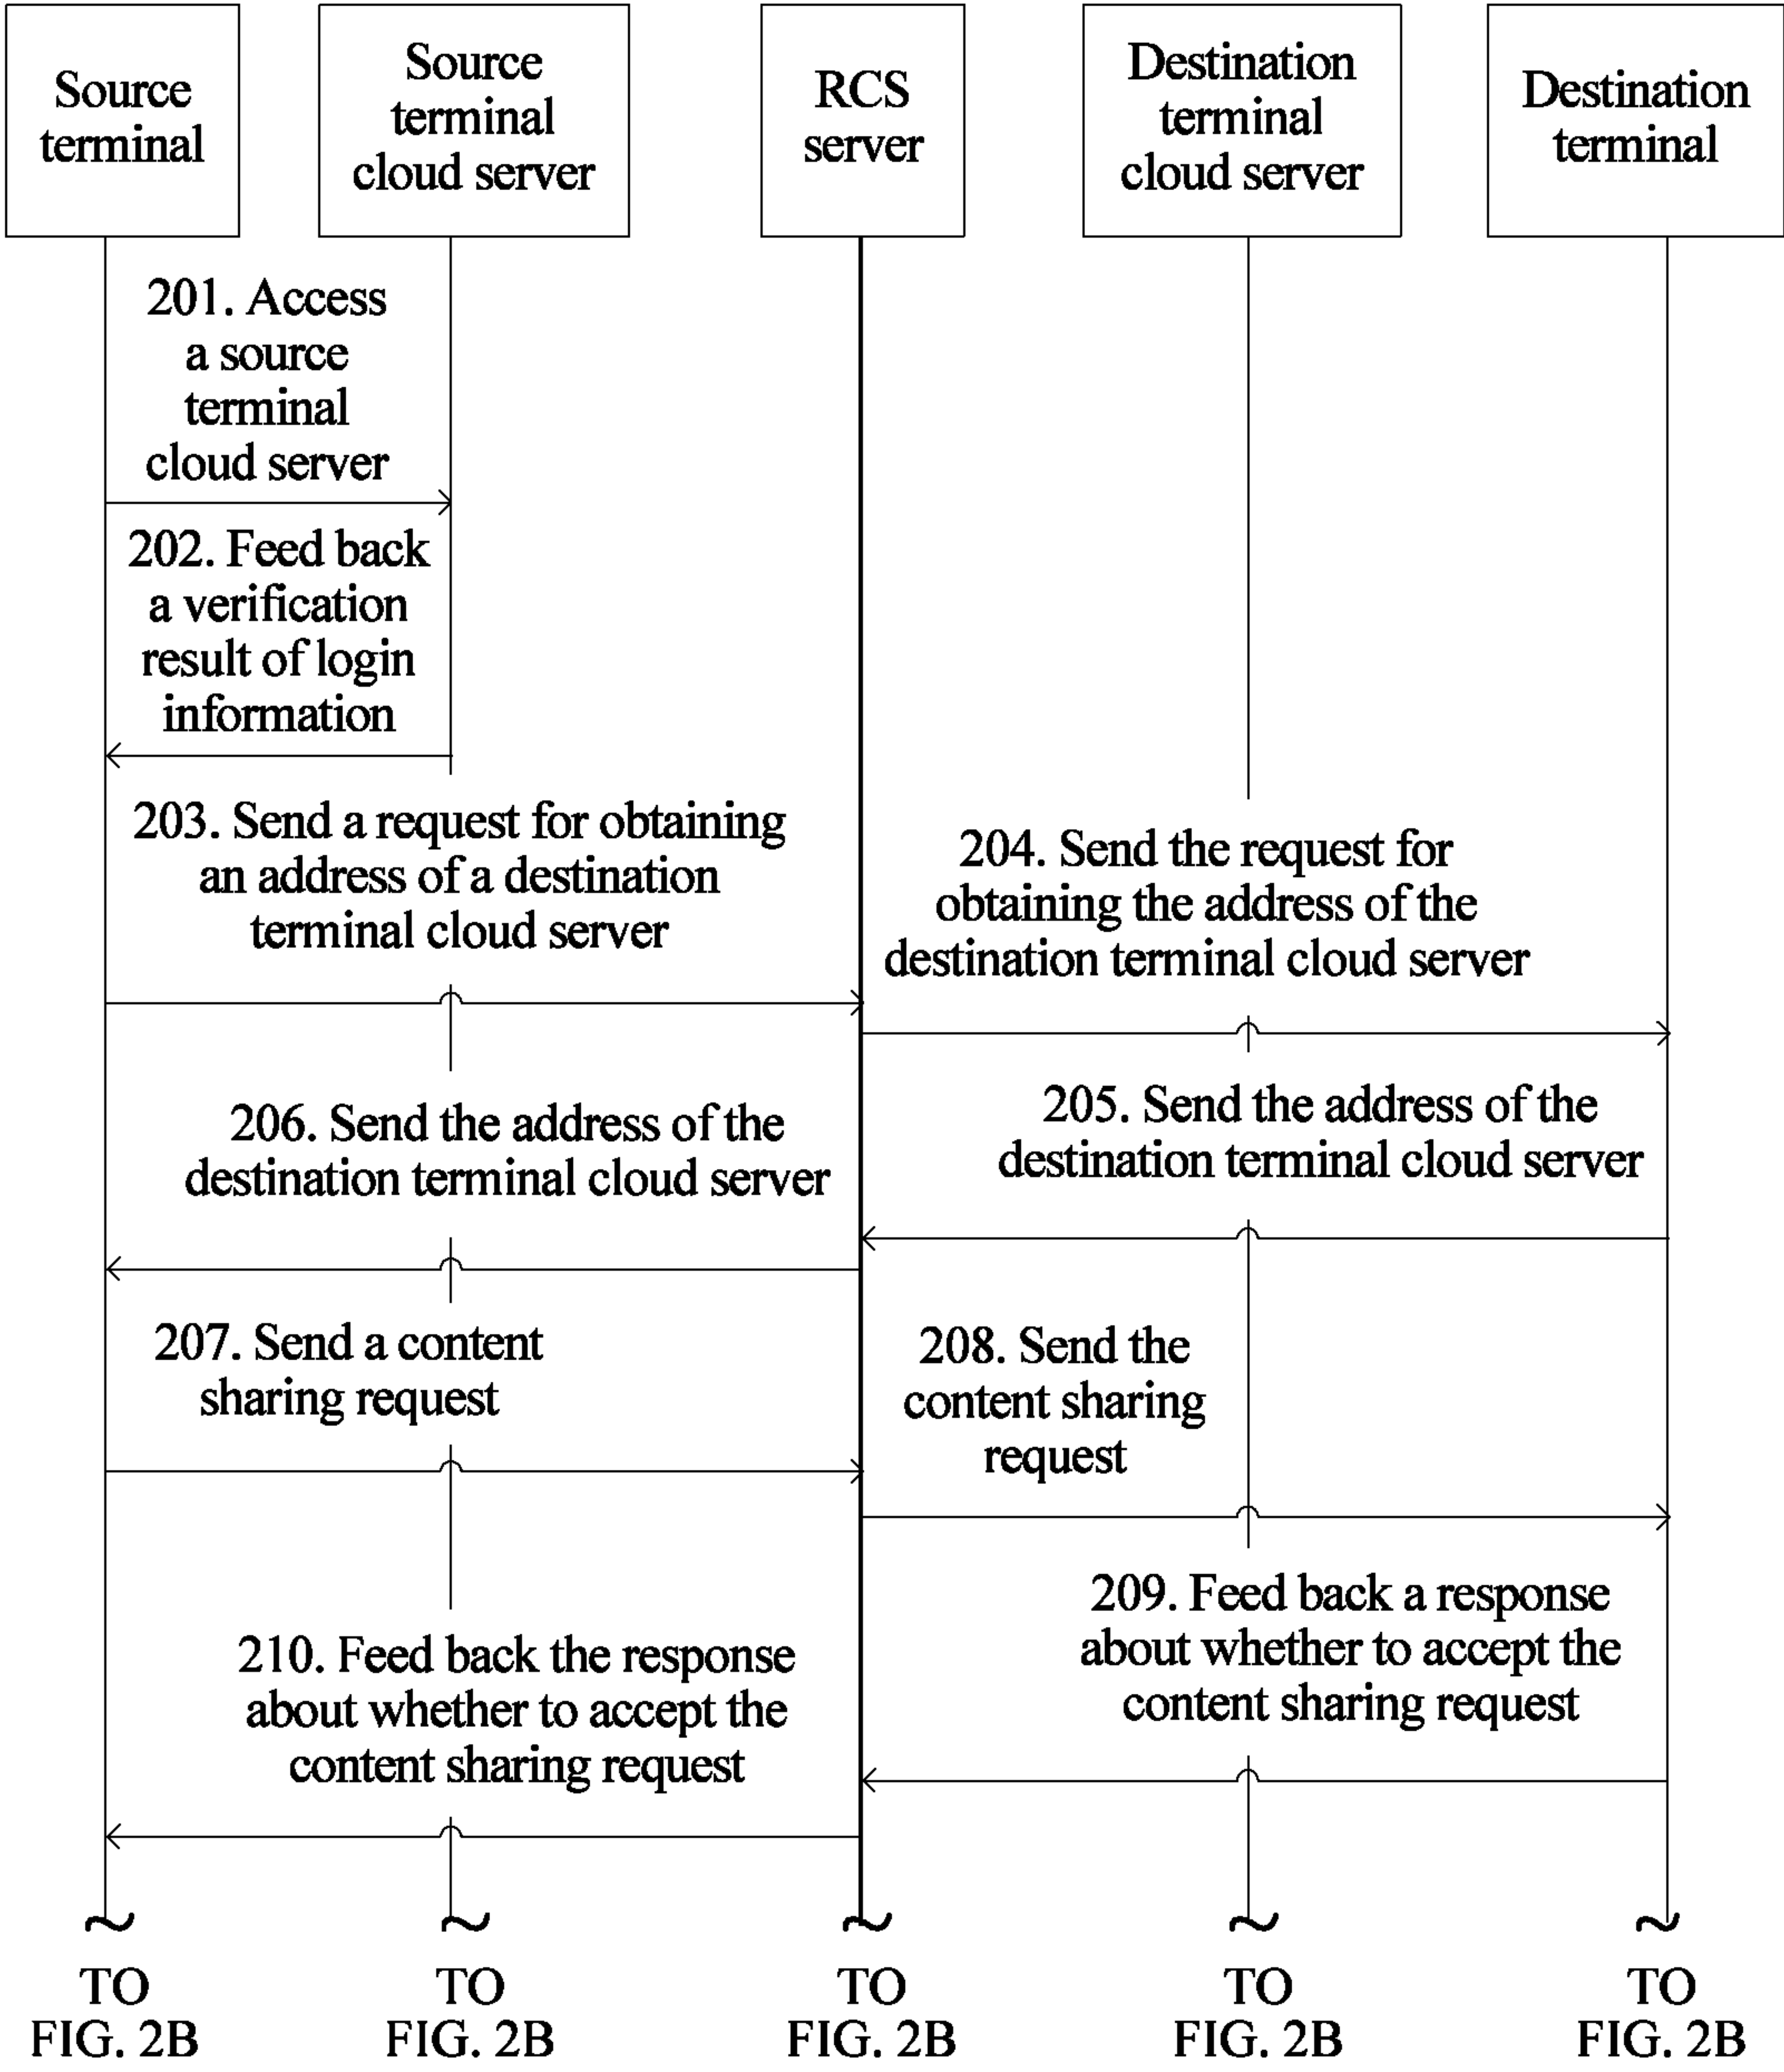 Source
terminal
Source
terminal
cloud server
RCS
server
Destination
terminal
cloud server
Destination
terminal
201. Access
a source
terminal
cloud server
202. Feed back
a verification
result of login
information
203. Send a request for obtaining
an address of a destination
terminal cloud server
204. Send the request for
obtaining the address of the
destination terminal cloud server
205. Send the address of the
destination terminal cloud server
206. Send the address of the
destination terminal cloud server
207. Send a content
sharing request
208. Send the
content sharing
request
209. Feed back a response
about whether to accept the
content sharing request
210. Feed back the response
about whether to accept the
content sharing request
TO
FIG. 2B
TO
FIG. 2B
TO
FIG. 2B
TO
FIG. 2B
TO
FIG. 2B